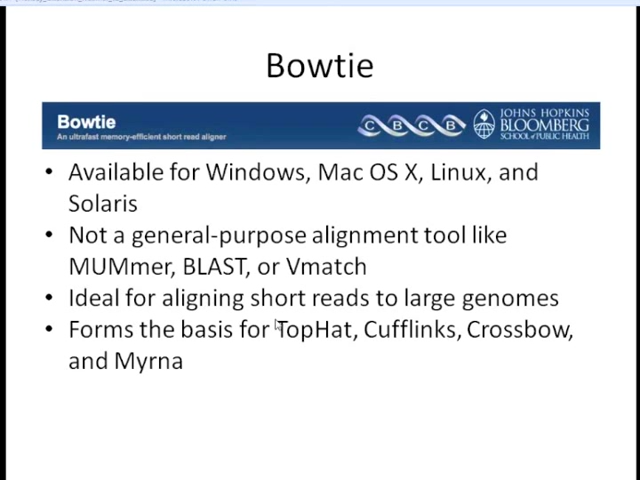 Bowtie
Bowtie
An ultrafast memory-efficient short read aligner
C B C B
JOHNS HOPKINS
BLOOMBERG
SCHOOL of PUBLIC HEALTH
• Available for Windows, Mac OS X, Linux, and
Solaris
• Not a general-purpose alignment tool like
MUMmer, BLAST, or Vmatch
• Ideal for aligning short reads to large genomes
• Forms the basis for TopHat, Cufflinks, Crossbow,
and Myrna